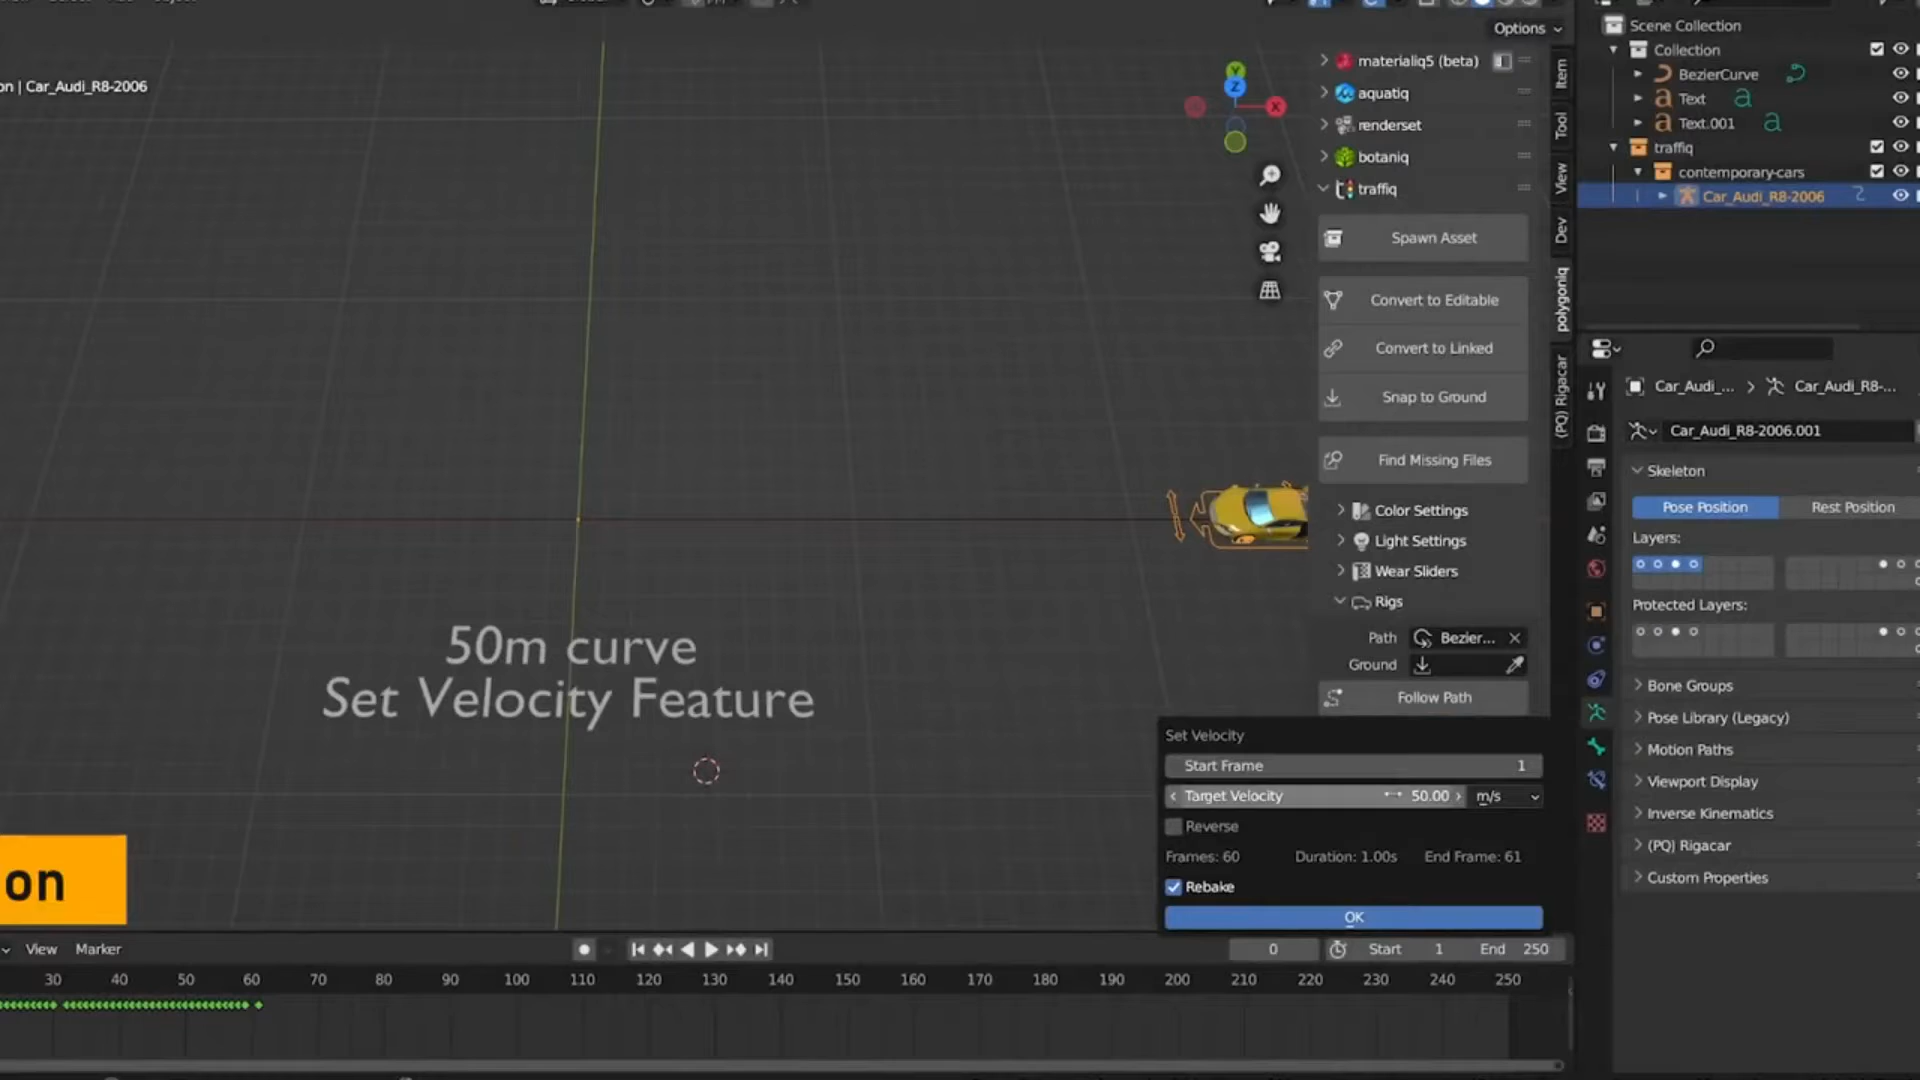 Options
on | Car_Audi_R8-2006
materialiq5 (beta)
aquatiq
renderset
botaniq
traffiq
Spawn Asset
Convert to Editable
Convert to Linked
Snap to Ground
Find Missing Files
Color Settings
Light Settings
Wear Sliders
Rigs
Path Bezier...
Ground
Follow Path
Item
Tool
View
Dev
polygoniq
(PQ) Rigacar
Y
Z
X
50m curve
Set Velocity Feature
on
Set Velocity
Start Frame 1
Target Velocity 50.00 m/s
Reverse
Frames: 60 Duration: 1.00s End Frame: 61
Rebake
OK
View Marker
0 Start 1 End 250
30 40 50 60 70 80 90 100 110 120 130 140 150 160 170 180 190 200 210 220 230 240 250
Scene Collection
Collection
BezierCurve
Text
Text.001
traffiq
contemporary-cars
Car_Audi_R8-2006
Car_Audi_... > Car_Audi_R8-...
Car_Audi_R8-2006.001
Skeleton
Pose Position Rest Position
Layers:
Protected Layers:
Bone Groups
Pose Library (Legacy)
Motion Paths
Viewport Display
Inverse Kinematics
(PQ) Rigacar
Custom Properties